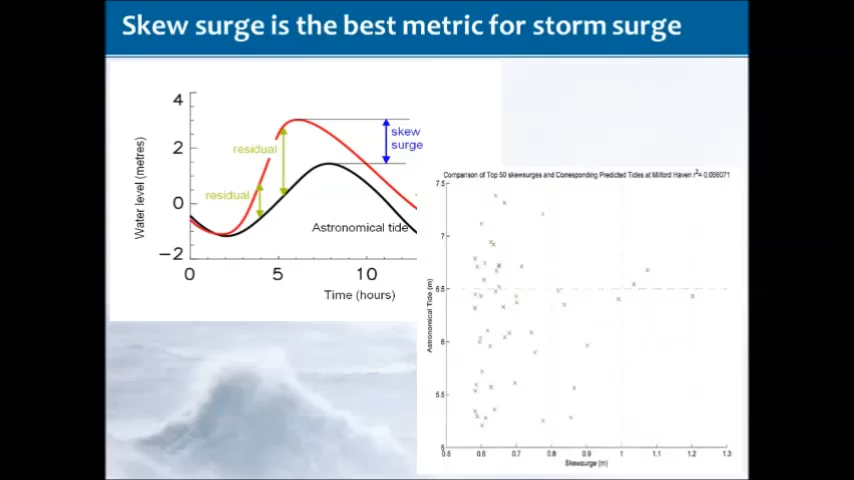 Skew surge is the best metric for storm surge
4
2
0
−2
Water level (metres)
residual
residual
skew
surge
Astronomical tide
0
5
10
Time (hours)
Comparison of Top 50 skewsurges and Corresponding Predicted Tides at Milford Haven r²= 0.066071
7.5
7
6.5
6
5.5
5
Astronomical Tide (m)
0.5
0.6
0.7
0.8
0.9
1
1.1
1.2
1.3
Skewsurge (m)